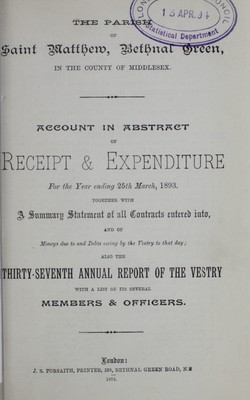 THE PARISH
OF
Saint Matthew, Bethnal Green,
IN THE COUNTY OF MIDDLESEX.
13 APR. 94
Statistical Department
ACCOUNT IN ABSTRACT
OF
RECEIPT & EXPENDITURE
For the Year ending 25th March, 1893.
TOGETHER WITH
A Summary Statement of all Contracts entered into,
AND OF
Moneys due to and Debts owing by the Vestry to that day;
ALSO THE
THIRTY-SEVENTH ANNUAL REPORT OF THE VESTRY
WITH A LIST OF ITS SEVERAL
MEMBERS & OFFICERS.
London:
J. S. FORSAITH, PRINTER, BETHNAL GREEN ROAD, N.E